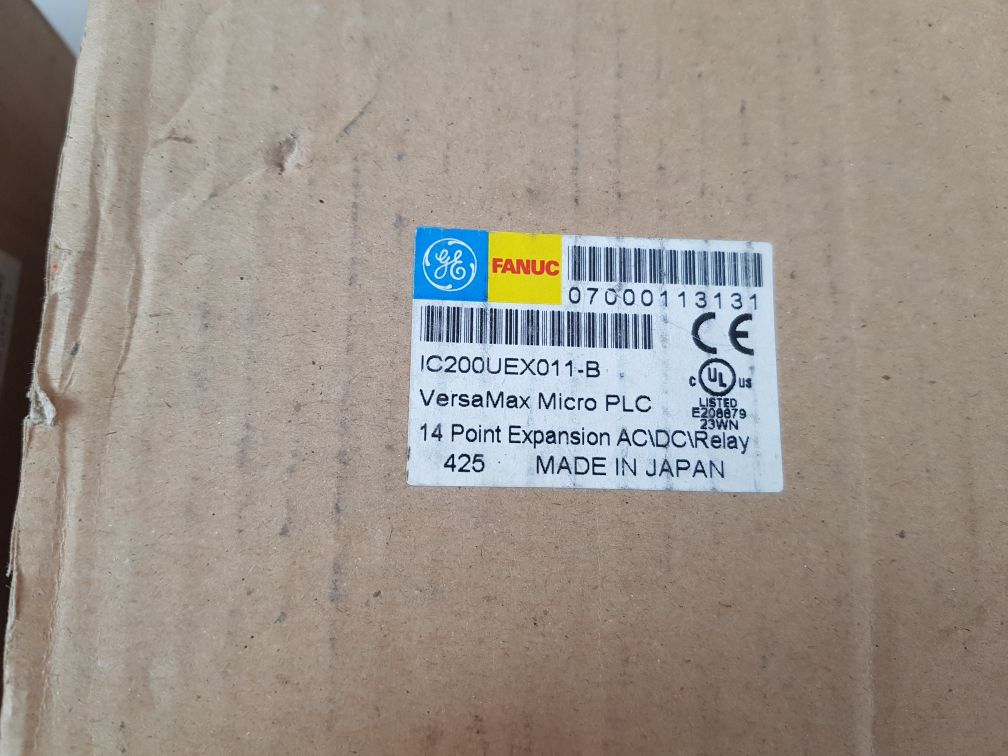 GE FANUC
07000113131
IC200UEX011-B
VersaMax Micro PLC
14 Point Expansion AC\DC\Relay
425 MADE IN JAPAN
CE
C UL US
LISTED
E208879
23WN